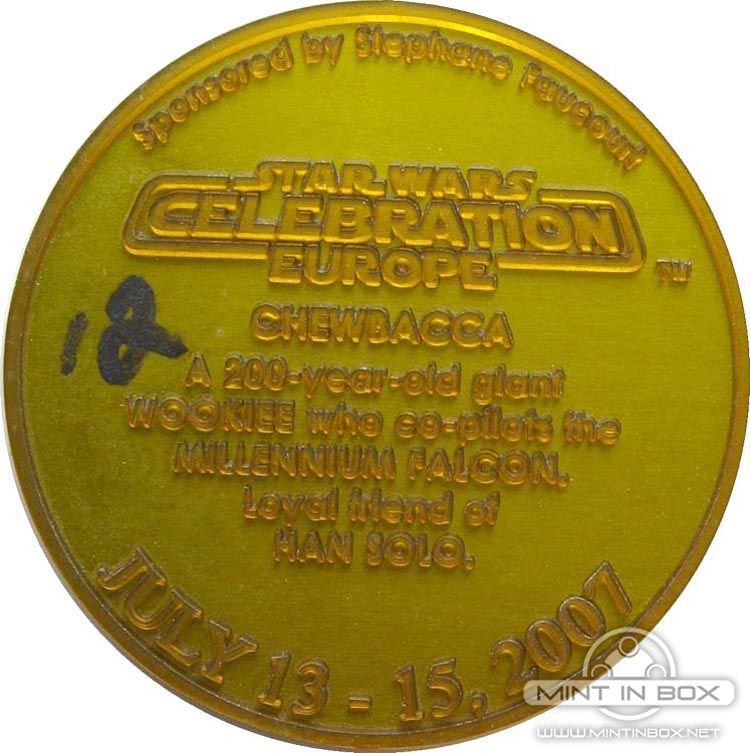 Sponsored by Stephane Faucourt
STAR WARS
CELEBRATION
EUROPE
TM
CHEWBACCA
18
A 200-year-old giant
WOOKIEE who co-pilots the
MILLENNIUM FALCON.
Loyal friend of
HAN SOLO.
JULY 13 - 15, 2007
MINT IN BOX
WWW.MINTINBOX.NET